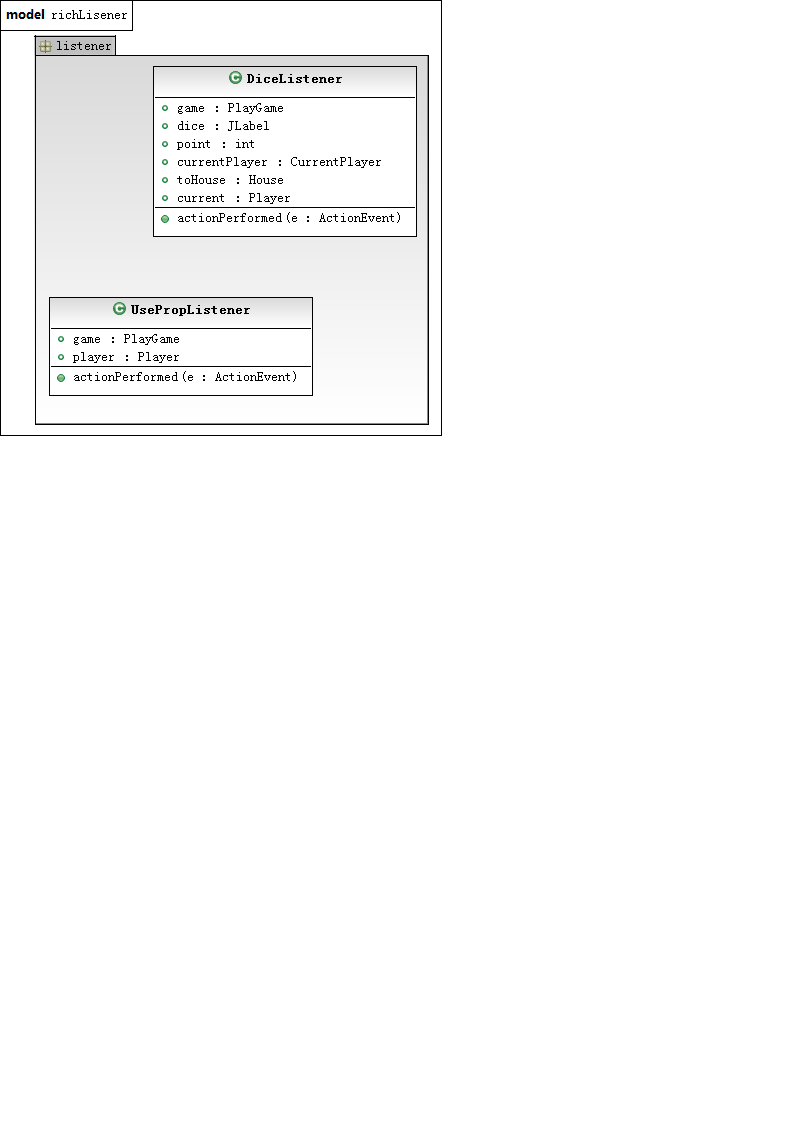 model richLisener
listener
DiceListener
game : PlayGame
dice : JLabel
point : int
currentPlayer : CurrentPlayer
toHouse : House
current : Player
actionPerformed(e : ActionEvent)
UsePropListener
game : PlayGame
player : Player
actionPerformed(e : ActionEvent)